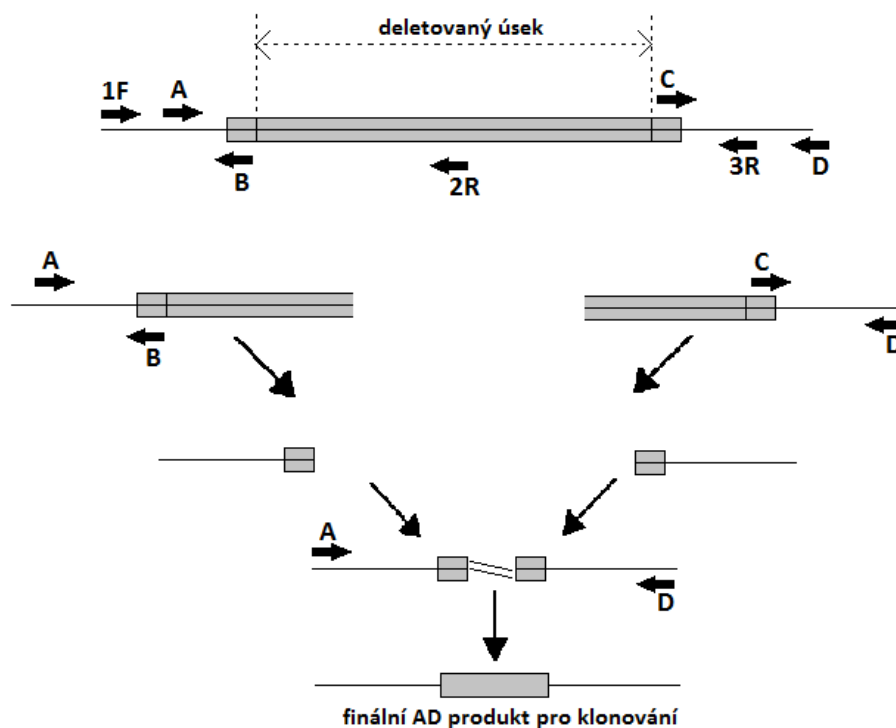 deletovaný úsek
1F A C
B 2R 3R D
A C
B D
A
D
finální AD produkt pro klonování